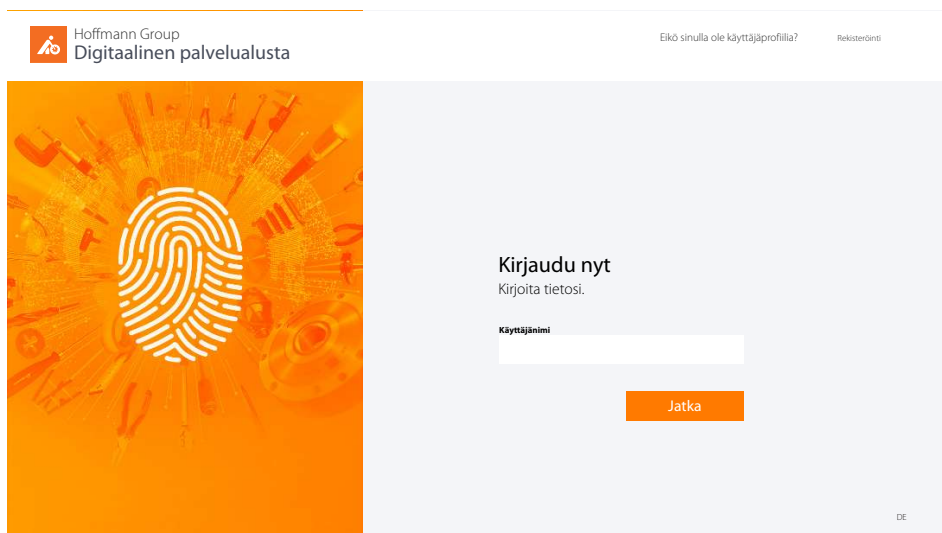 Hoffmann Group
Digitaalinen palvelualusta
Eikö sinulla ole käyttäjäprofiilia?
Rekisteröinti
Kirjaudu nyt
Kirjoita tietosi.
Käyttäjänimi
Jatka
DE